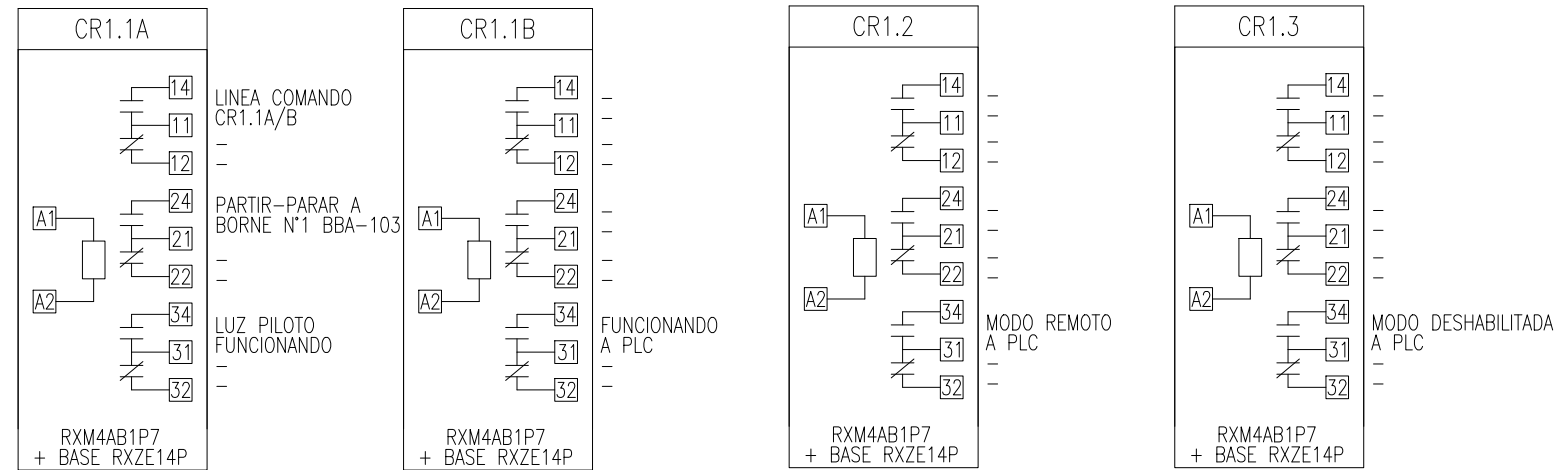 CR1.1A
14
LINEA COMANDO
CR1.1A/B
11
–
12
–
24
PARTIR–PARAR A
BORNE N°1 BBA–103
A1
21
–
22
–
A2
34
LUZ PILOTO
FUNCIONANDO
31
–
32
–
RXM4AB1P7
+ BASE RXZE14P
CR1.1B
14
–
–
11
–
12
–
24
–
–
A1
21
–
22
–
A2
34
FUNCIONANDO
A PLC
31
–
32
–
RXM4AB1P7
+ BASE RXZE14P
CR1.2
14
–
–
11
–
12
–
24
–
–
A1
21
–
22
–
A2
34
MODO REMOTO
A PLC
31
–
32
–
RXM4AB1P7
+ BASE RXZE14P
CR1.3
14
–
–
11
–
12
–
24
–
–
A1
21
–
22
–
A2
34
MODO DESHABILITADA
A PLC
31
–
32
–
RXM4AB1P7
+ BASE RXZE14P